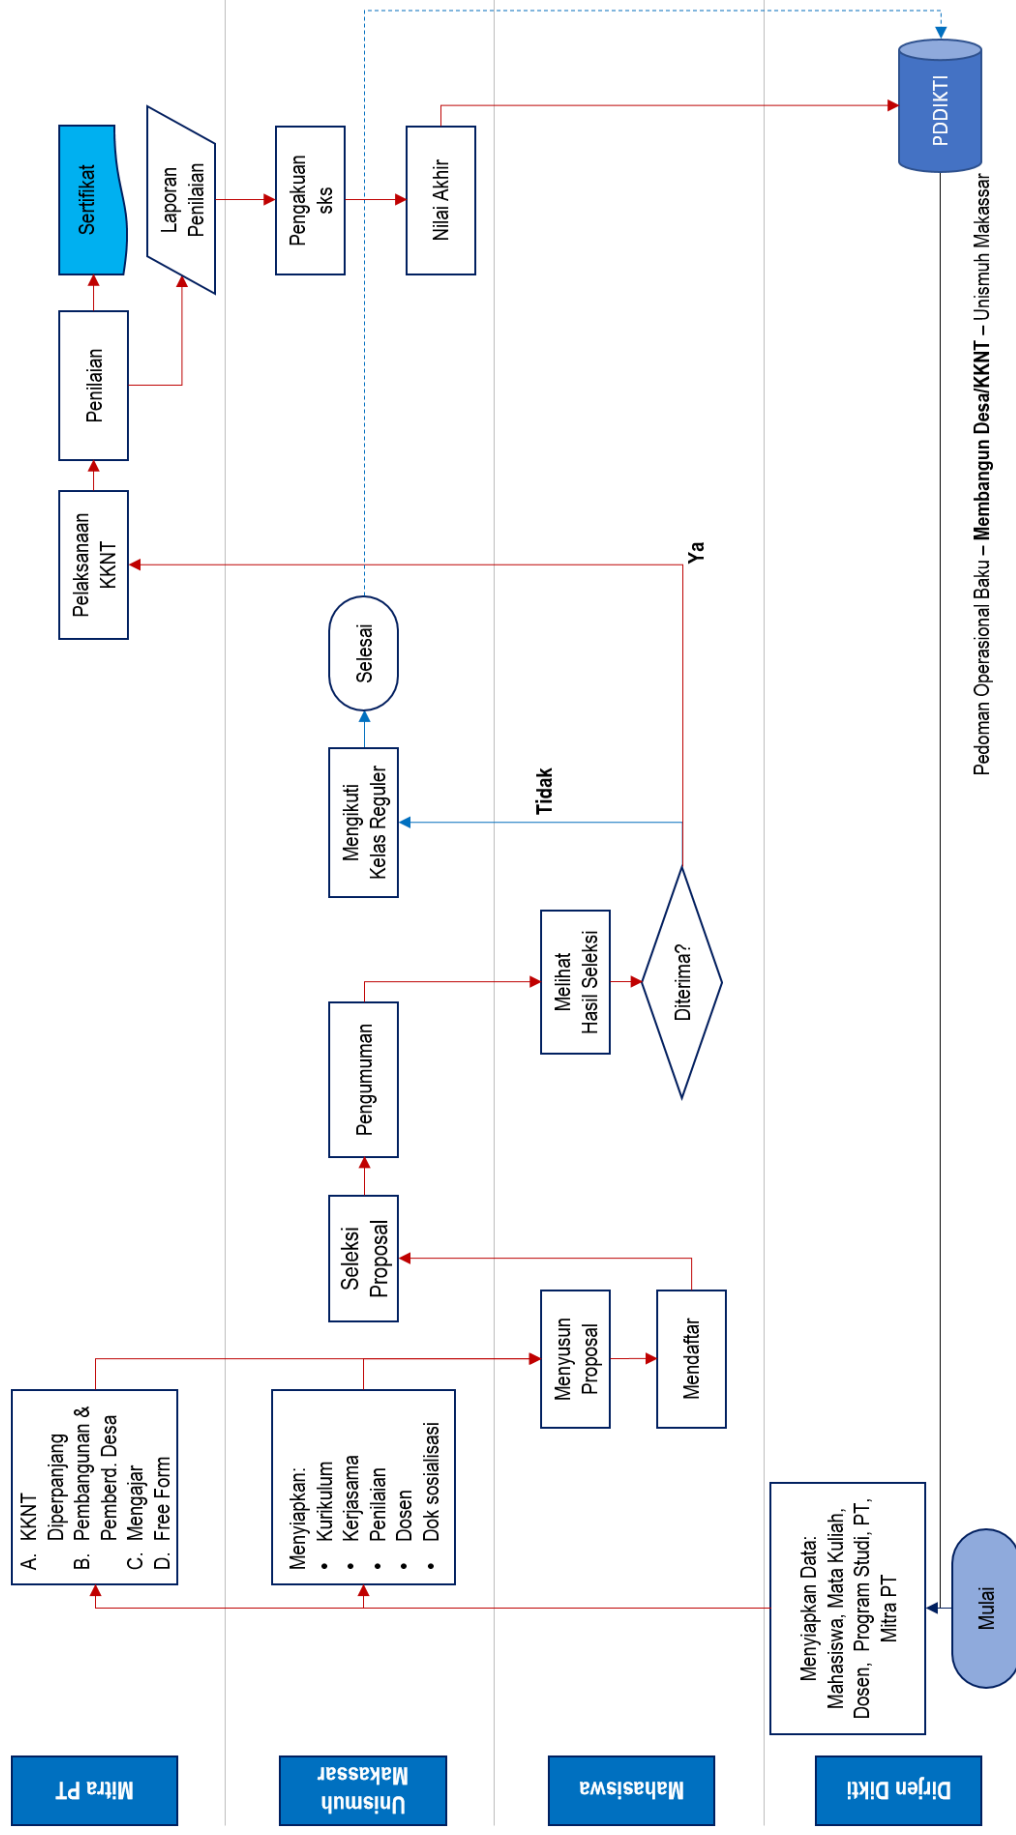 Mitra PT
A. KKNT
Diperpanjang
B. Pembangunan &
Pemberd. Desa
C. Mengajar
D. Free Form
Pelaksanaan
KKNT
Penilaian
Sertifikat
Laporan
Penilaian
Unismuh
Makassar
Menyiapkan:
• Kurikulum
• Kerjasama
• Penilaian
• Dosen
• Dok sosialisasi
Seleksi
Proposal
Pengumuman
Mengikuti
Kelas Reguler
Selesai
Pengakuan
sks
Nilai Akhir
Mahasiswa
Menyusun
Proposal
Mendaftar
Melihat
Hasil Seleksi
Diterima?
Tidak
Ya
Dirjen Dikti
Menyiapkan Data:
Mahasiswa, Mata Kuliah,
Dosen, Program Studi, PT,
Mitra PT
Mulai
PDDIKTI
Pedoman Operasional Baku – Membangun Desa/KKNT – Unismuh Makassar